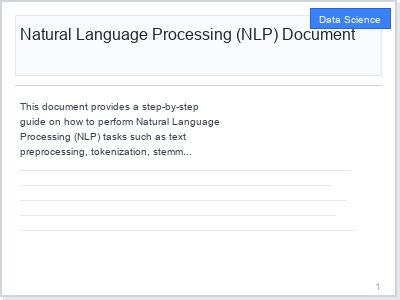 Data Science
Natural Language Processing (NLP) Document
This document provides a step-by-step
guide on how to perform Natural Language
Processing (NLP) tasks such as text
preprocessing, tokenization, stemm...
1